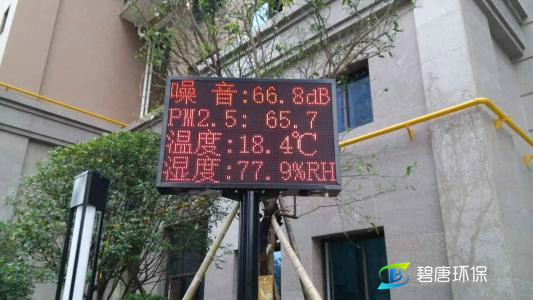 噪 音:66.8dB
PM2.5: 65.7
温度:18.4℃
湿度:77.9%RH
碧唐环保